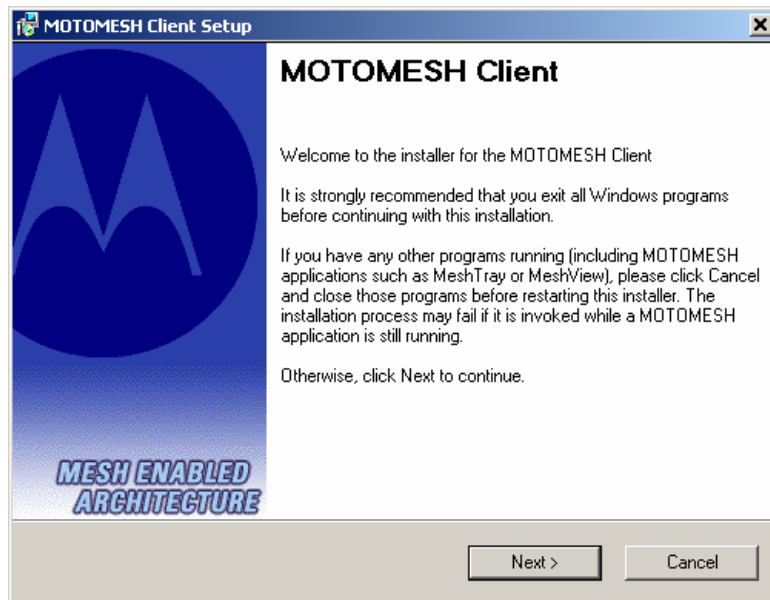 MOTOMESH Client Setup
MOTOMESH Client
Welcome to the installer for the MOTOMESH Client
It is strongly recommended that you exit all Windows programs
before continuing with this installation.
If you have any other programs running (including MOTOMESH
applications such as MeshTray or MeshView), please click Cancel
and close those programs before restarting this installer. The
installation process may fail if it is invoked while a MOTOMESH
application is still running.
Otherwise, click Next to continue.
MESH ENABLED
ARCHITECTURE
Next >
Cancel